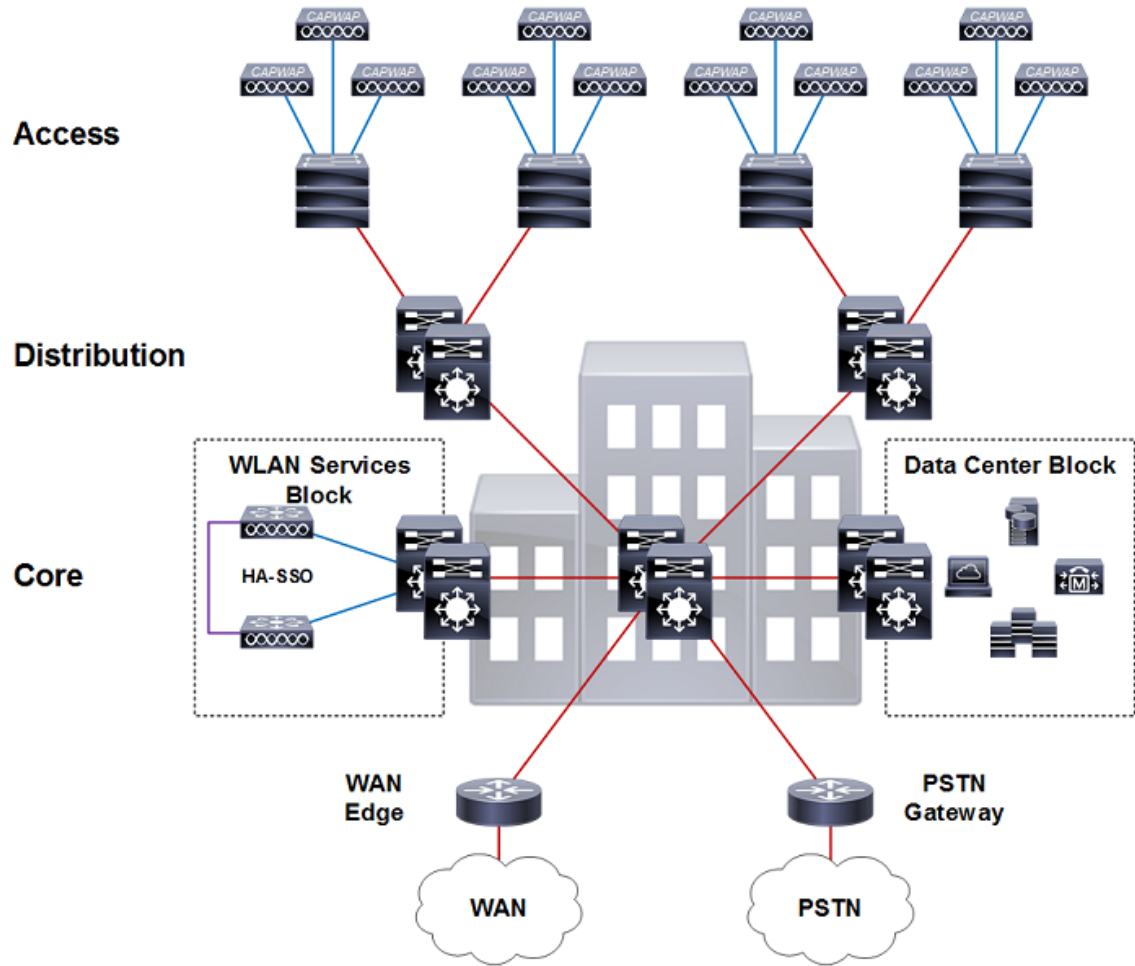 CAPWAP
CAPWAP
CAPWAP
CAPWAP
CAPWAP CAPWAP
CAPWAP CAPWAP
CAPWAP CAPWAP
CAPWAP CAPWAP
Access
Distribution
WLAN Services
Block
Data Center Block
HA-SSO
Core
M
WAN
Edge
PSTN
Gateway
WAN
PSTN